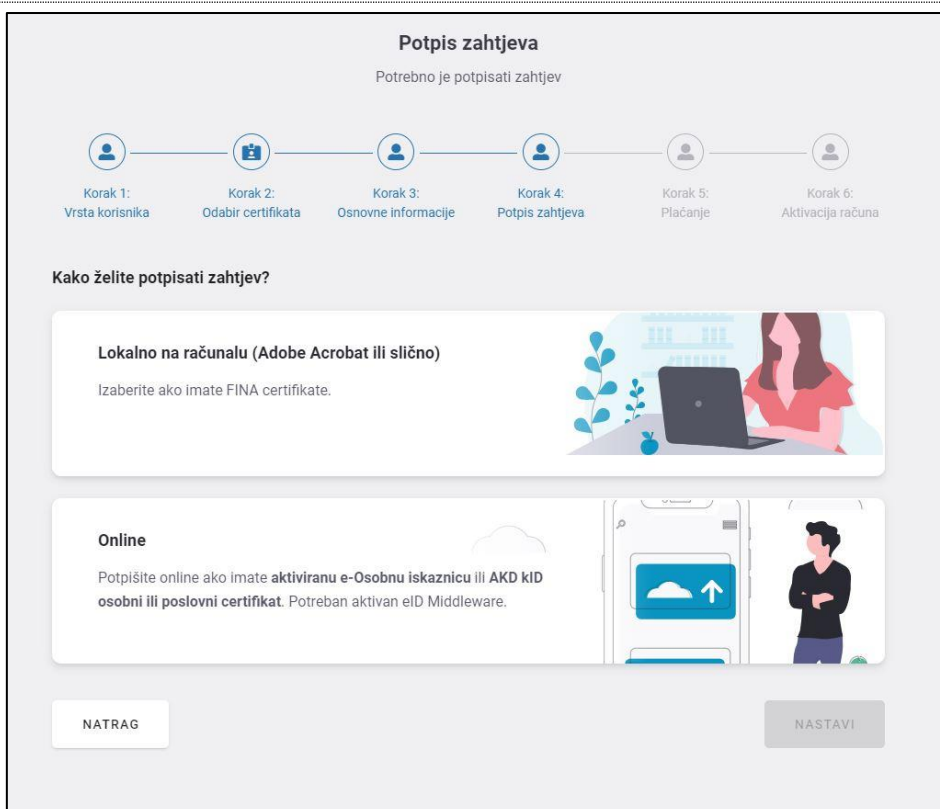 Potpis zahtjeva
Potrebno je potpisati zahtjev
Korak 1:
Vrsta korisnika
Korak 2:
Odabir certifikata
Korak 3:
Osnovne informacije
Korak 4:
Potpis zahtjeva
Korak 5:
Plaćanje
Korak 6:
Aktivacija računa
Kako želite potpisati zahtjev?
Lokalno na računalu (Adobe Acrobat ili slično)
Izaberite ako imate FINA certifikate.
Online
Potpišite online ako imate aktiviranu e-Osobnu iskaznicu ili AKD kID
osobni ili poslovni certifikat. Potreban aktivan eID Middleware.
NATRAG
NASTAVI